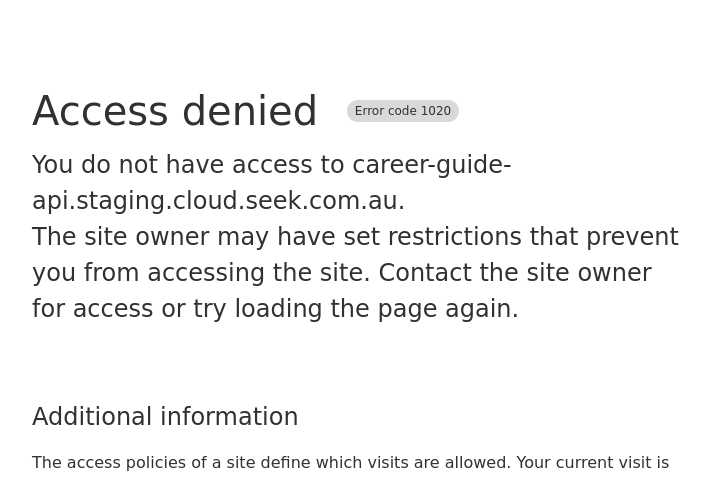 Access denied Error code 1020
You do not have access to career-guide-
api.staging.cloud.seek.com.au.
The site owner may have set restrictions that prevent
you from accessing the site. Contact the site owner
for access or try loading the page again.
Additional information
The access policies of a site define which visits are allowed. Your current visit is